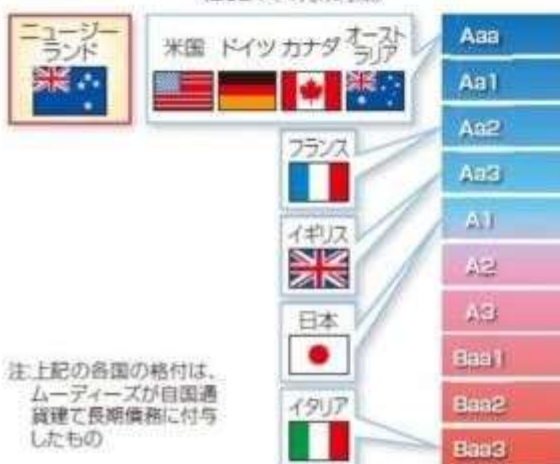 ニュージー
ランド
米国
ドイツ
カナダ
オースト
ラリア
フランス
イギリス
日本
イタリア
Aaa
Aa1
Aa2
Aa3
A1
A2
A3
Baa1
Baa2
Baa3
注:上記の各国の格付は、
ムーディーズが自国通
貨建て長期債務に付与
したもの